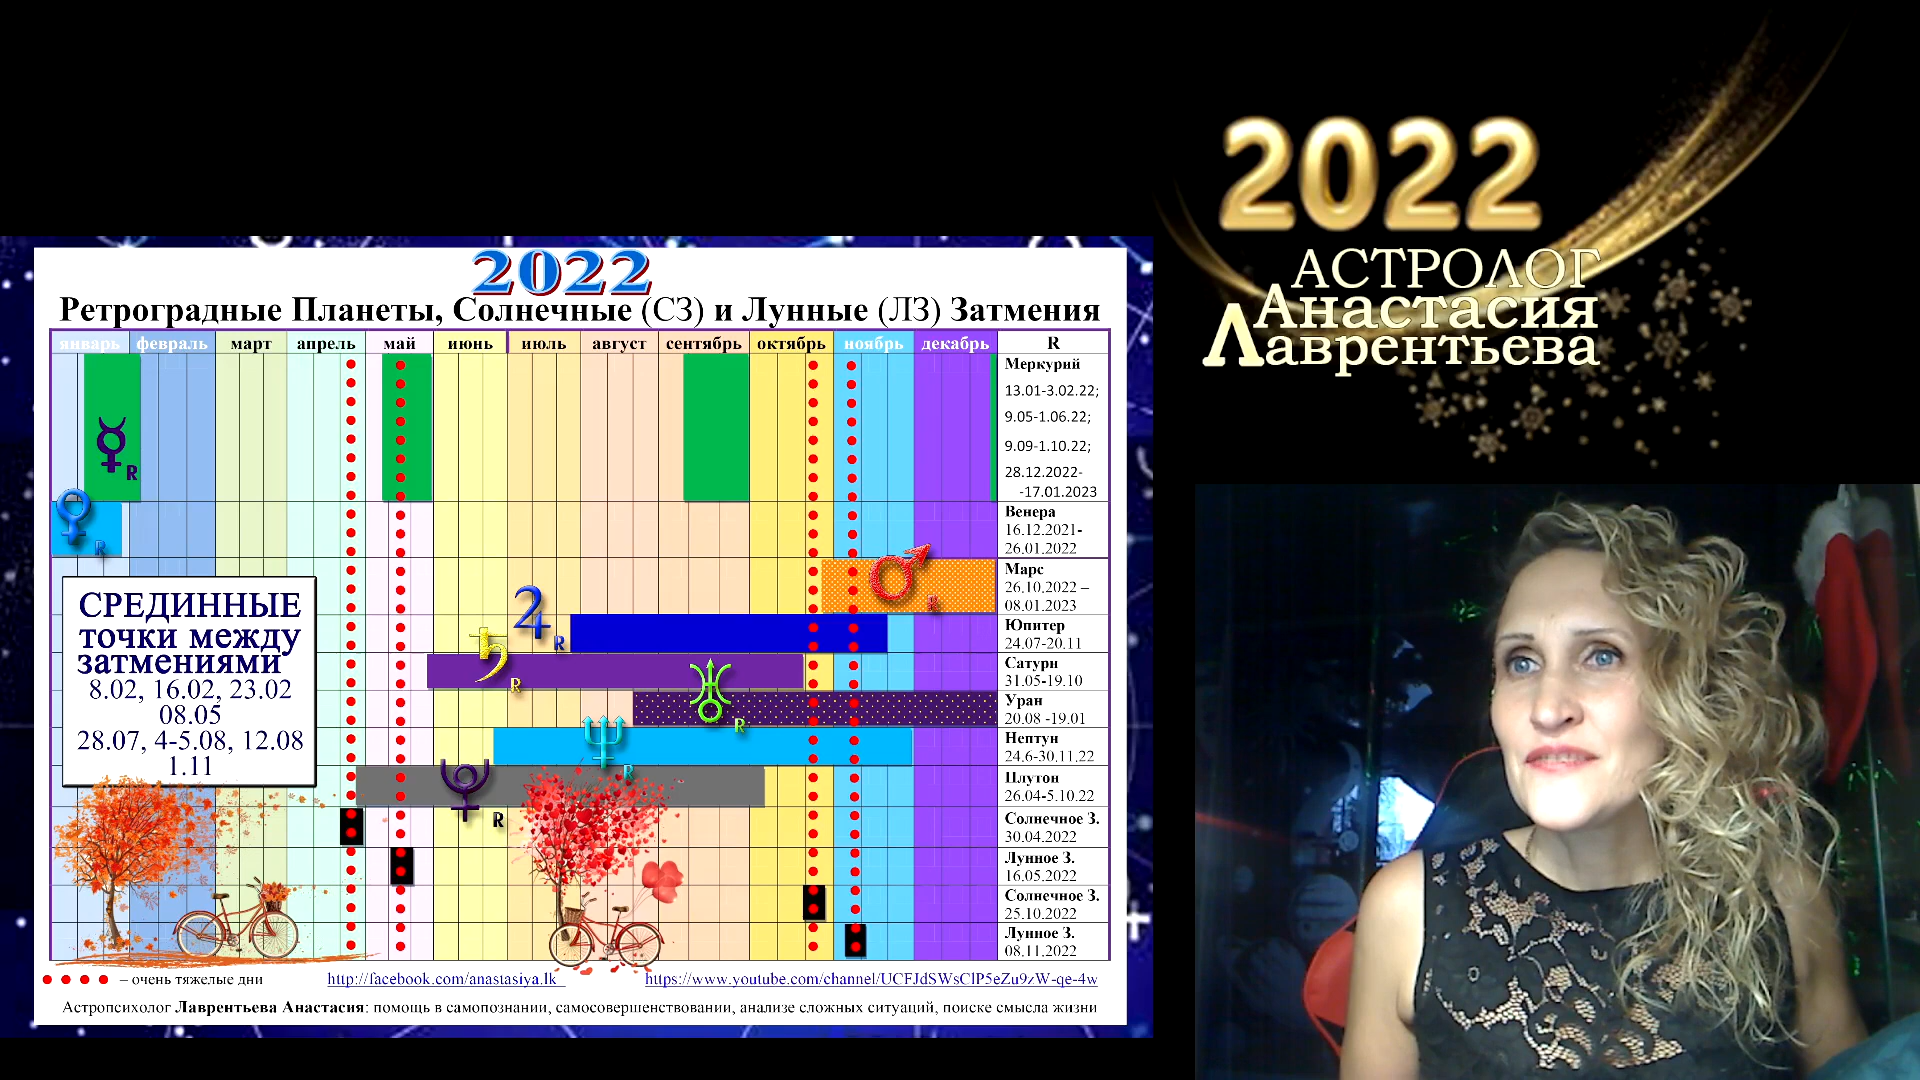 2022
АСТРОЛОГ
Анастасия
Лаврентьева
2022
Ретроградные Планеты, Солнечные (СЗ) и Лунные (ЛЗ) Затмения
январь февраль март апрель май июнь июль август сентябрь октябрь ноябрь декабрь R
Меркурий
13.01-3.02.22;
9.05-1.06.22;
9.09-1.10.22;
28.12.2022-
-17.01.2023
R
Венера
16.12.2021-
26.01.2022
R
Марс
26.10.2022 –
08.01.2023
R
Юпитер
24.07-20.11
R
Сатурн
31.05-19.10
R
Уран
20.08 -19.01
R
Нептун
24.6-30.11.22
R
Плутон
26.04-5.10.22
R
Солнечное З.
30.04.2022
Лунное З.
16.05.2022
Солнечное З.
25.10.2022
Лунное З.
08.11.2022
СРЕДИННЫЕ
точки между
затмениями
8.02, 16.02, 23.02
08.05
28.07, 4-5.08, 12.08
1.11
– очень тяжелые дни
http://facebook.com/anastasiya.lk
https://www.youtube.com/channel/UCFJdSWsClP5eZu9zW-qe-4w
Астропсихолог Лаврентьева Анастасия: помощь в самопознании, самосовершенствовании, анализе сложных ситуаций, поиске смысла жизни